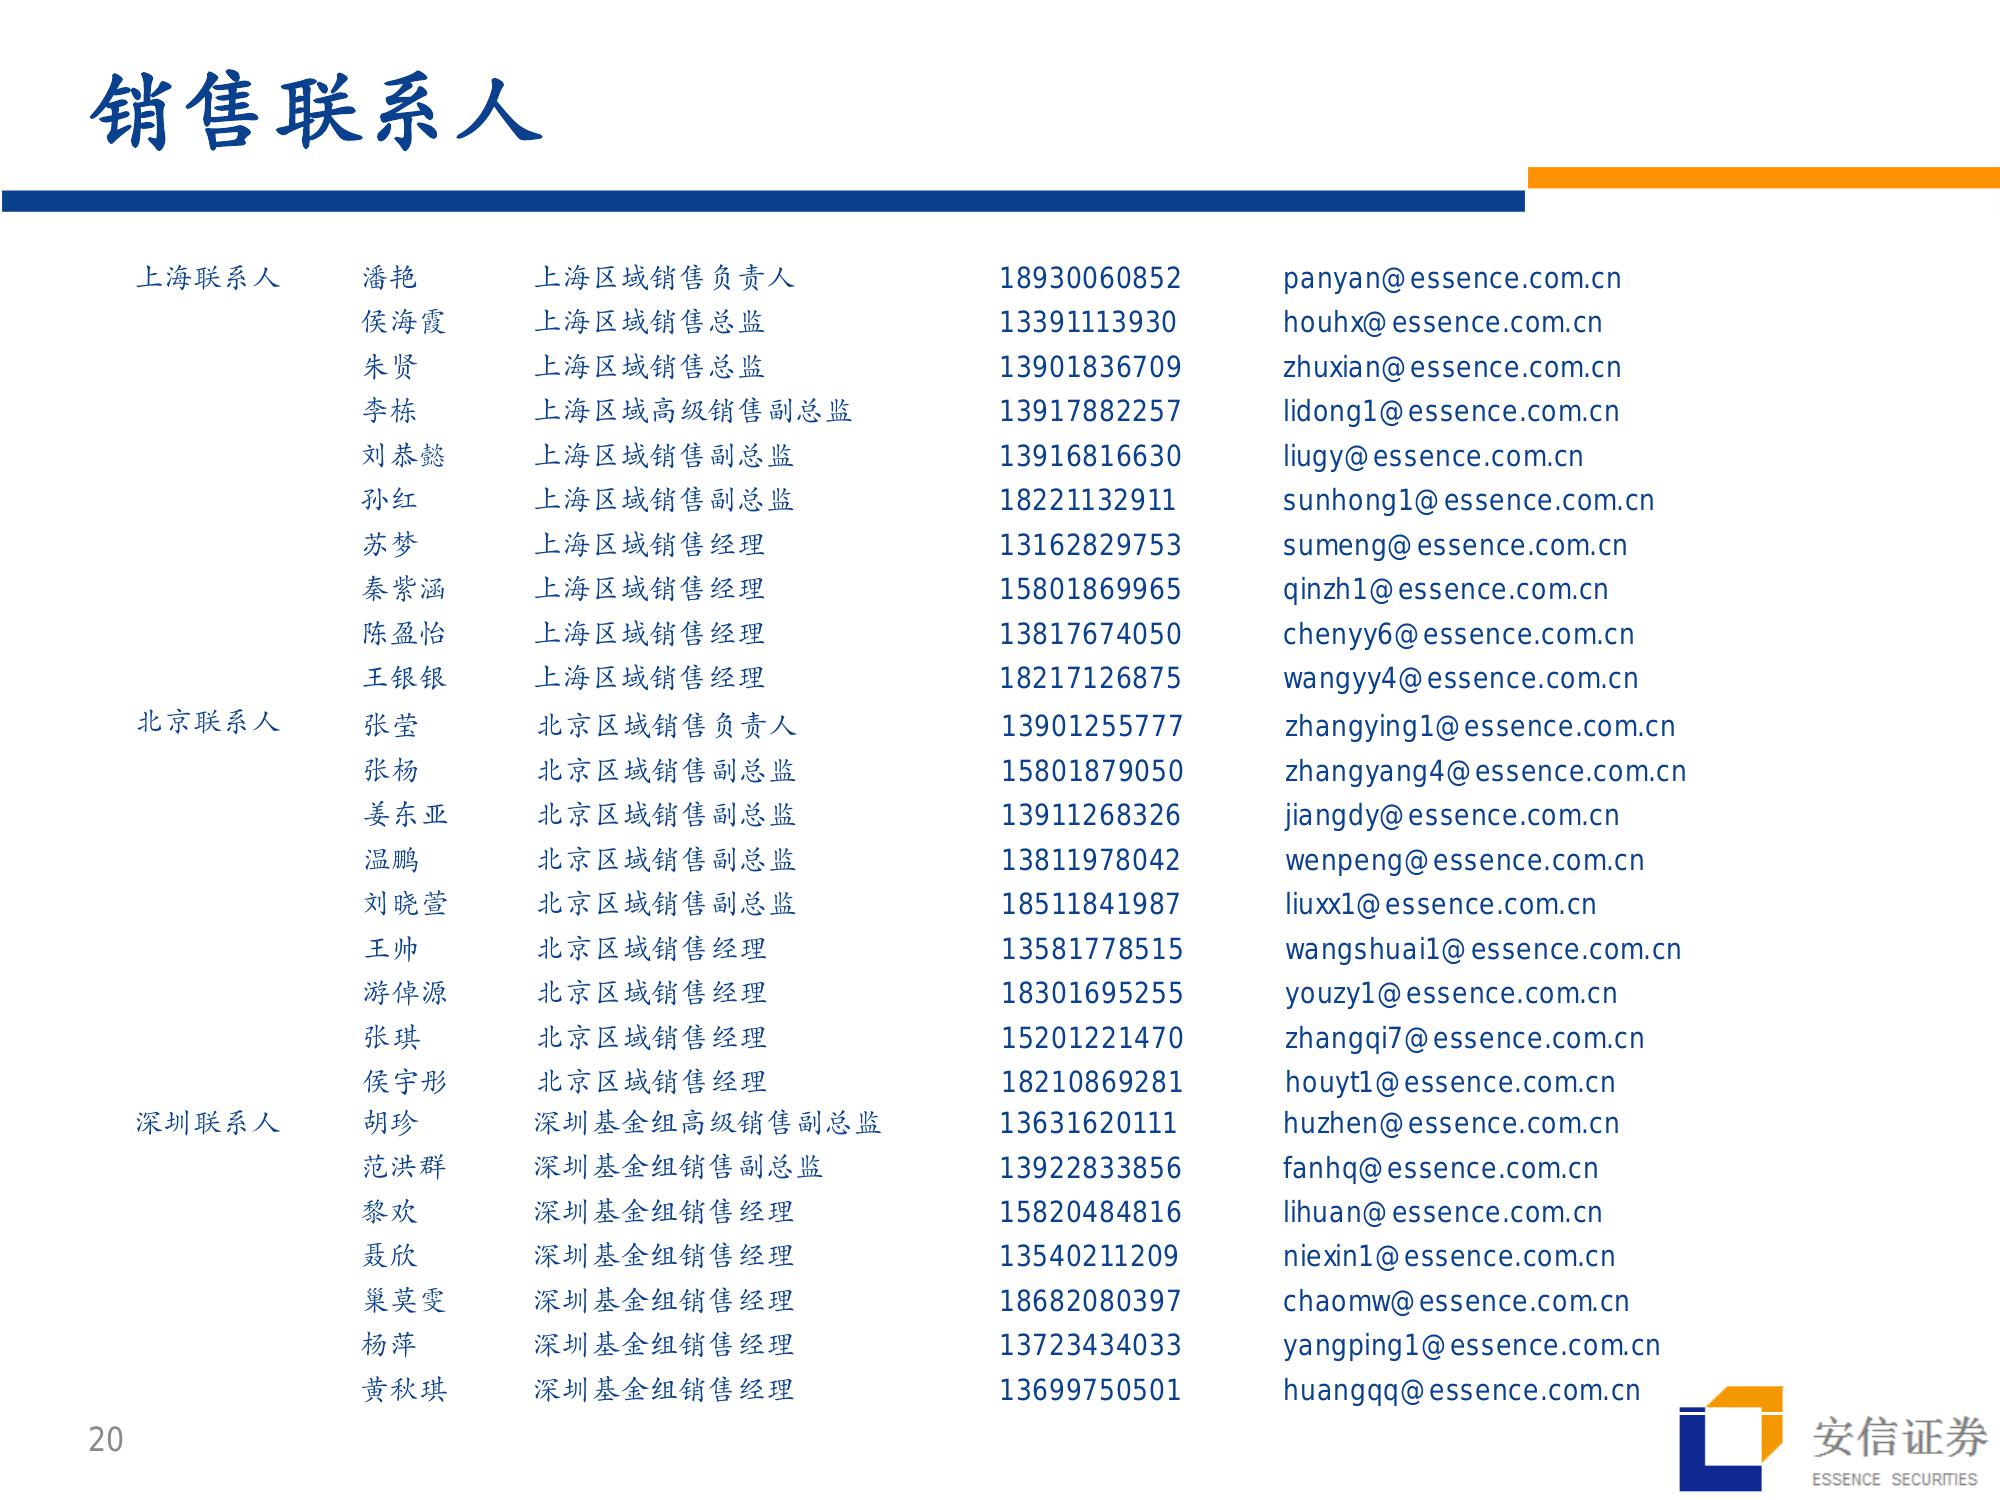 销售联系人
上海联系人 潘艳 上海区域销售负责人 18930060852 panyan@essence.com.cn
侯海霞 上海区域销售总监 13391113930 houhx@essence.com.cn
朱贤 上海区域销售总监 13901836709 zhuxian@essence.com.cn
李栋 上海区域高级销售副总监 13917882257 lidong1@essence.com.cn
刘恭懿 上海区域销售副总监 13916816630 liugy@essence.com.cn
孙红 上海区域销售副总监 18221132911 sunhong1@essence.com.cn
苏梦 上海区域销售经理 13162829753 sumeng@essence.com.cn
秦紫涵 上海区域销售经理 15801869965 qinzh1@essence.com.cn
陈盈怡 上海区域销售经理 13817674050 chenyy6@essence.com.cn
王银银 上海区域销售经理 18217126875 wangyy4@essence.com.cn
北京联系人 张莹 北京区域销售负责人 13901255777 zhangying1@essence.com.cn
张杨 北京区域销售副总监 15801879050 zhangyang4@essence.com.cn
姜东亚 北京区域销售副总监 13911268326 jiangdy@essence.com.cn
温鹏 北京区域销售副总监 13811978042 wenpeng@essence.com.cn
刘晓萱 北京区域销售副总监 18511841987 liuxx1@essence.com.cn
王帅 北京区域销售经理 13581778515 wangshuai1@essence.com.cn
游倬源 北京区域销售经理 18301695255 youzy1@essence.com.cn
张琪 北京区域销售经理 15201221470 zhangqi7@essence.com.cn
侯宇彤 北京区域销售经理 18210869281 houyt1@essence.com.cn
深圳联系人 胡珍 深圳基金组高级销售副总监 13631620111 huzhen@essence.com.cn
范洪群 深圳基金组销售副总监 13922833856 fanhq@essence.com.cn
黎欢 深圳基金组销售经理 15820484816 lihuan@essence.com.cn
聂欣 深圳基金组销售经理 13540211209 niexin1@essence.com.cn
巢莫雯 深圳基金组销售经理 18682080397 chaomw@essence.com.cn
杨萍 深圳基金组销售经理 13723434033 yangping1@essence.com.cn
黄秋琪 深圳基金组销售经理 13699750501 huangqq@essence.com.cn
20
安信证券
ESSENCE SECURITIES